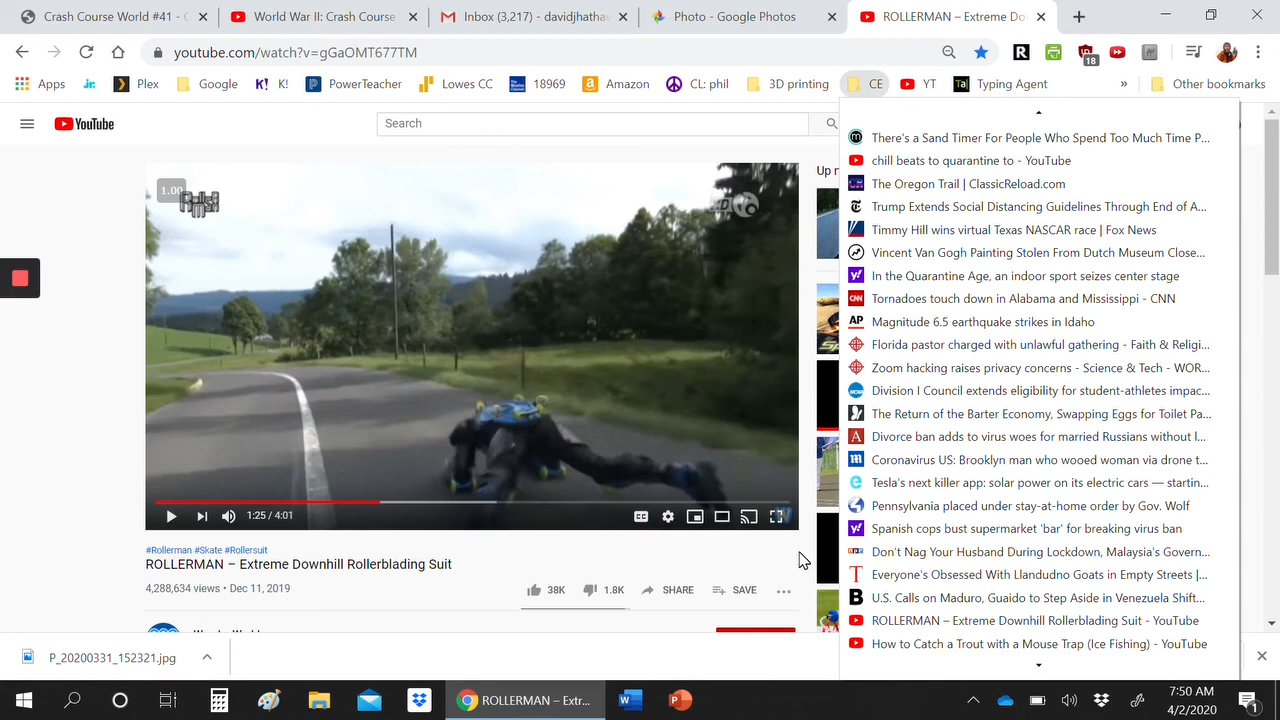 Crash Course World #41 - C
World War II: Crash Course
Inbox (3,217) - davidjhathaw
Photo - Google Photos
ROLLERMAN – Extreme Do
youtube.com/watch?v=gGaOMT677TM
18
Apps
Jr.
Plex
Google
K!
Y!
PowerTeacher
Lowes CC
18969
Amazon
CL: phil
3D printing
CE
YT
Typing Agent
»
Other bookmarks
YouTube
Search
1.00
Up n
There's a Sand Timer For People Who Spend Too Much Time P...
chill beats to quarantine to - YouTube
The Oregon Trail | ClassicReload.com
Trump Extends Social Distancing Guidelines Through End of A...
Timmy Hill wins virtual Texas NASCAR race | Fox News
Vincent Van Gogh Painting Stolen From Dutch Museum Close...
In the Quarantine Age, an indoor sport seizes center stage
Tornadoes touch down in Alabama and Mississippi - CNN
Magnitude 6.5 earthquake strikes in Idaho
Florida pastor charged with unlawful gathering - Faith & Religi...
Zoom hacking raises privacy concerns - Science & Tech - WOR...
Division I Council extends eligibility for student-athletes impac...
The Return of the Barter Economy, Swapping Eggs for Toilet Pa...
Divorce ban adds to virus woes for married Russians without l...
Coronavirus US: Brooklyn man who wooed woman via drone t...
Tesla's next killer app: solar power on its electric cars — startin...
Pennsylvania placed under stay-at-home order by Gov. Wolf
Spanish cops bust supermarket 'bar' for breaking virus ban
Don't Nag Your Husband During Lockdown, Malaysia's Govern...
Everyone's Obsessed With Llandudno Goats in Empty Streets |...
U.S. Calls on Maduro, Guaido to Step Aside in Venezuela Shift...
ROLLERMAN – Extreme Downhill Rollerblading Suit - YouTube
How to Catch a Trout with a Mouse Trap (Ice Fishing) - YouTube
1:25 / 4:01
#Rollerman #Skate #Rollersuit
ROLLERMAN – Extreme Downhill Rollerblading Suit
4,288,634 views • Dec 11, 2019
38K
1.8K
SHARE
SAVE
P_20200331_152321.jpg
ROLLERMAN – Extr...
7:50 AM
4/2/2020
1